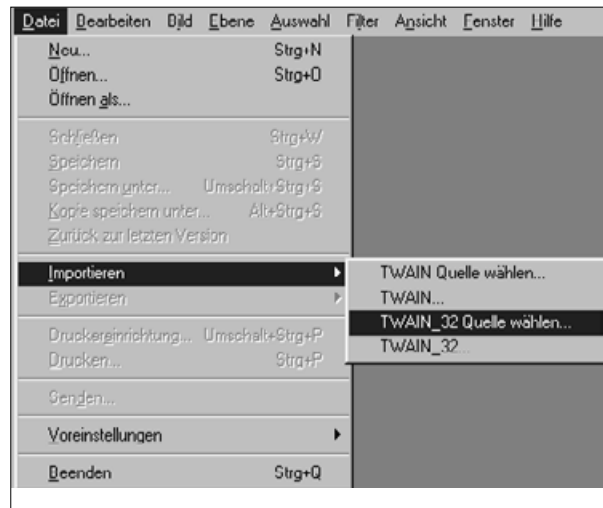 Datei Bearbeiten Bild Ebene Auswahl Filter Ansicht Fenster Hilfe
Neu... Strg+N
Öffnen... Strg+O
Öffnen als...
Schließen Strg+W
Speichern Strg+S
Speichern unter... Umschalt+Strg+S
Kopie speichern unter... Alt+Strg+S
Zurück zur letzten Version
Importieren
Exportieren
Druckereinrichtung... Umschalt+Strg+P
Drucken... Strg+P
Senden...
Voreinstellungen
Beenden Strg+Q
TWAIN Quelle wählen...
TWAIN...
TWAIN_32 Quelle wählen...
TWAIN_32...